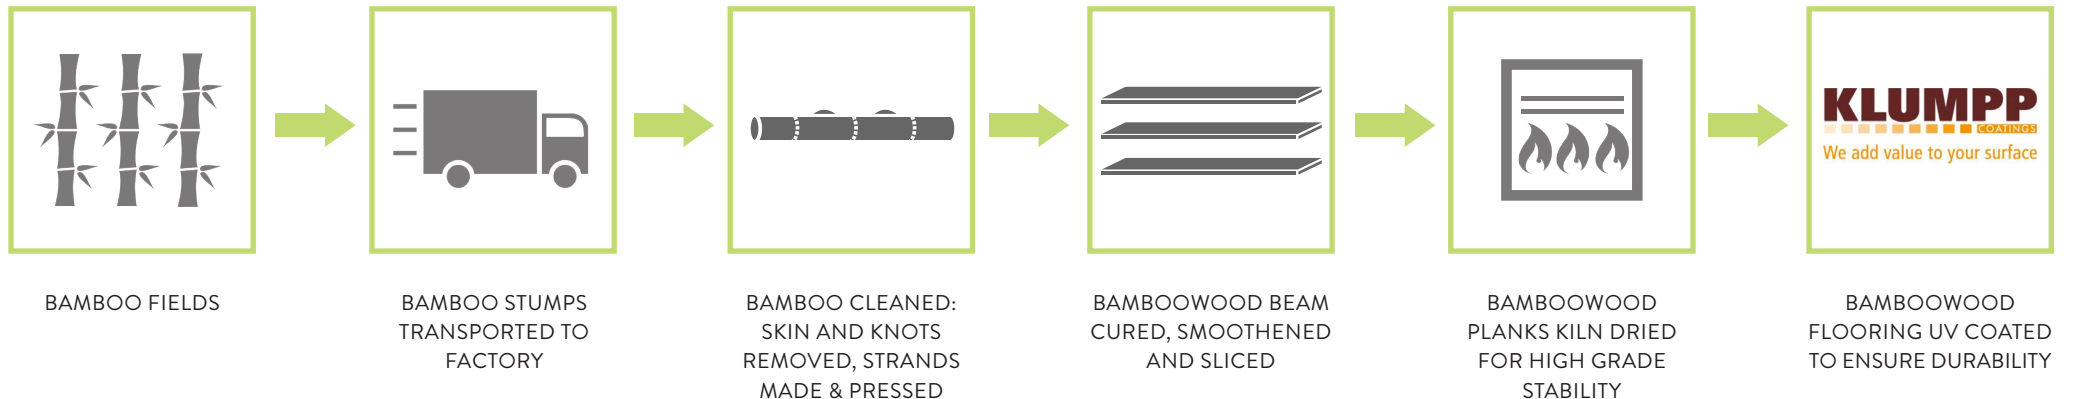 KLUMPP
COATINGS
We add value to your surface
BAMBOO FIELDS
BAMBOO STUMPS
TRANSPORTED TO
FACTORY
BAMBOO CLEANED:
SKIN AND KNOTS
REMOVED, STRANDS
MADE & PRESSED
BAMBOOWOOD BEAM
CURED, SMOOTHENED
AND SLICED
BAMBOOWOOD
PLANKS KILN DRIED
FOR HIGH GRADE
STABILITY
BAMBOOWOOD
FLOORING UV COATED
TO ENSURE DURABILITY